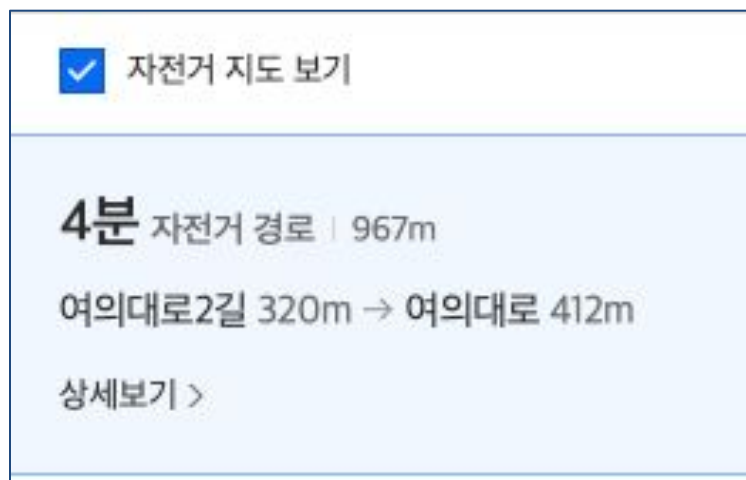 자전거 지도 보기
4분 자전거 경로 | 967m
여의대로2길 320m → 여의대로 412m
상세보기 >